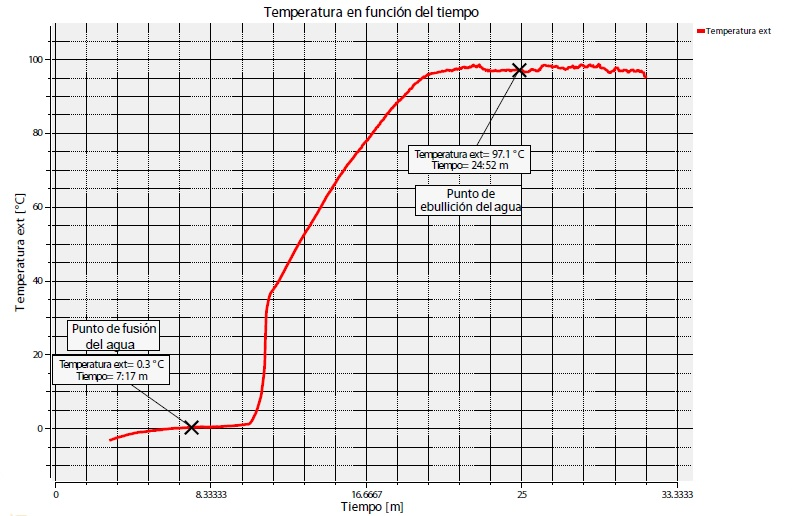 Temperatura en función del tiempo
Temperatura ext
100
80
60
40
20
0
Temperatura ext [°C]
Temperatura ext= 97.1 °C
Tiempo= 24:52 m
Punto de
ebullición del agua
Punto de fusión
del agua
Temperatura ext= 0.3 °C
Tiempo= 7:17 m
0
8.33333
16.6667
25
33.3333
Tiempo [m]